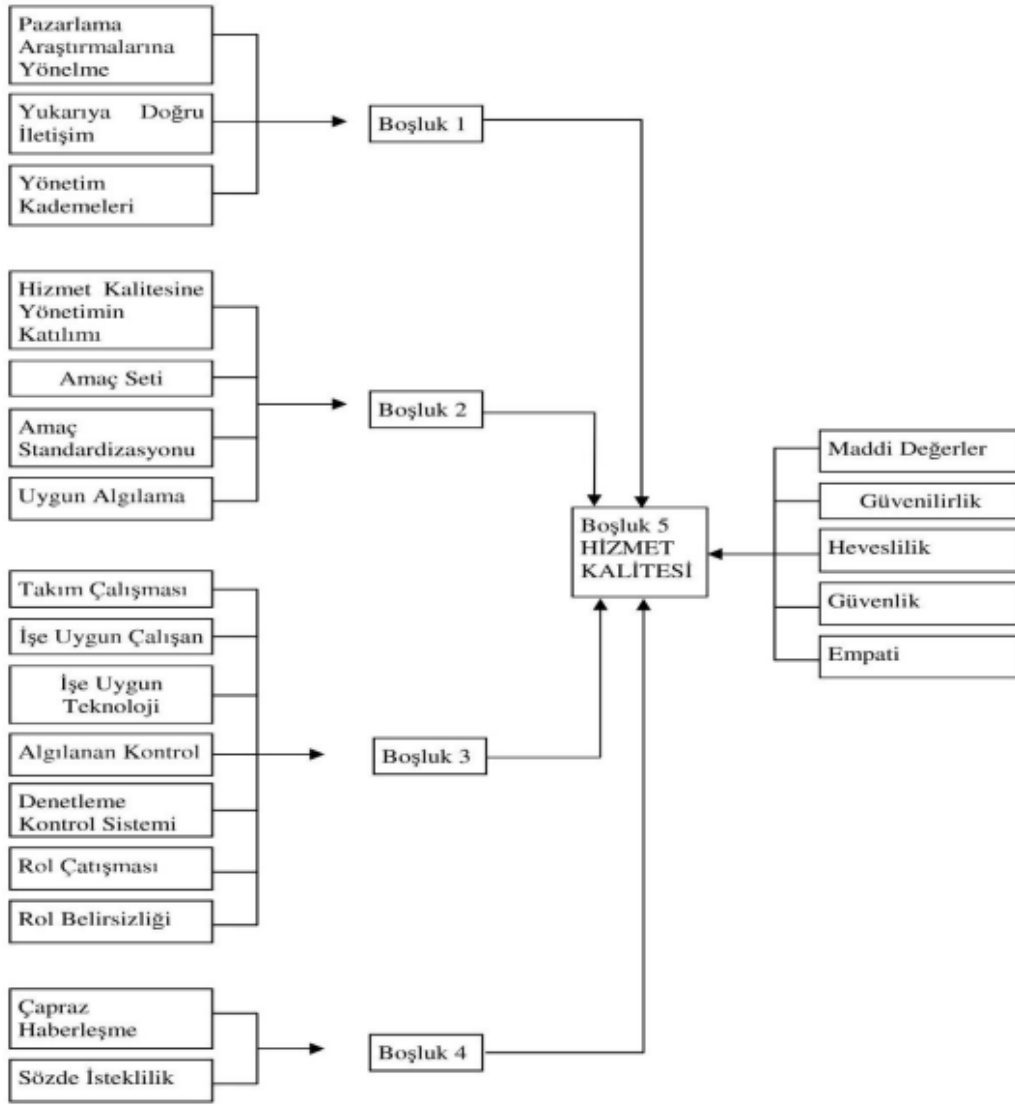 Pazarlama
Araştırmalarına
Yönelme
Yukarıya Doğru
İletişim
Yönetim
Kademeleri
Boşluk 1
Hizmet Kalitesine
Yönetimin
Katılımı
Amaç Seti
Amaç
Standardizasyonu
Uygun Algılama
Boşluk 2
Takım Çalışması
İşe Uygun Çalışan
İşe Uygun
Teknoloji
Algılanan Kontrol
Denetleme
Kontrol Sistemi
Rol Çatışması
Rol Belirsizliği
Boşluk 3
Çapraz
Haberleşme
Sözde İsteklilik
Boşluk 4
Boşluk 5
HİZMET
KALİTESİ
Maddi Değerler
Güvenilirlik
Heveslilik
Güvenlik
Empati